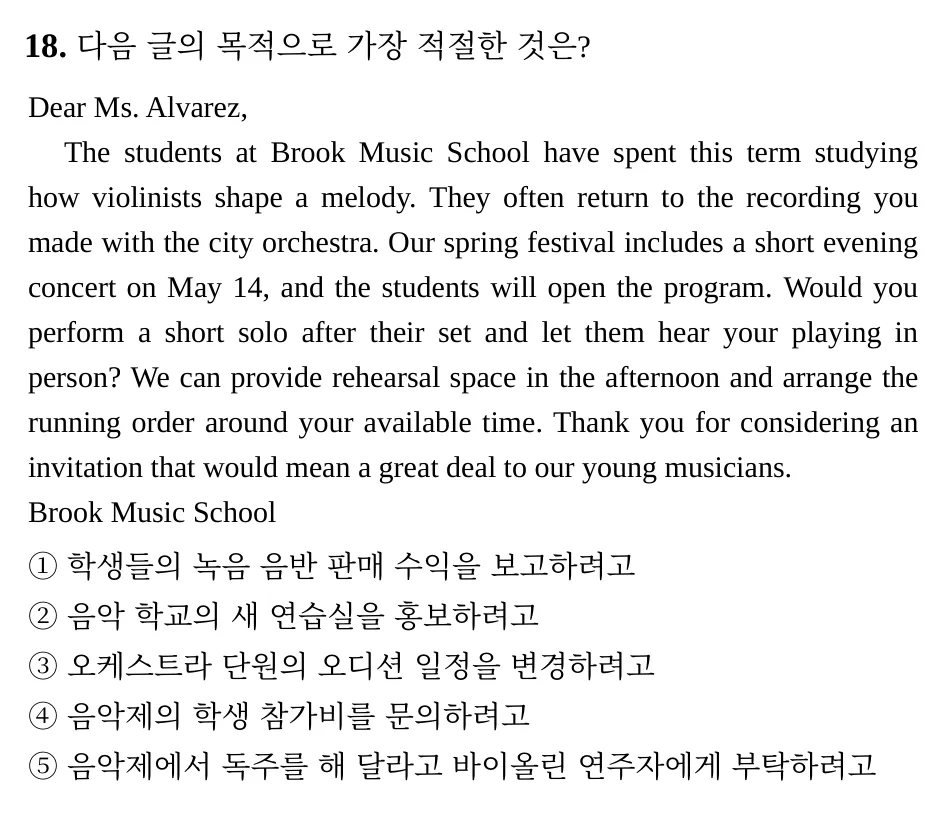 18. 다음 글의 목적으로 가장 적절한 것은?
Dear Ms. Alvarez,
The students at Brook Music School have spent this term studying
how violinists shape a melody. They often return to the recording you
made with the city orchestra. Our spring festival includes a short evening
concert on May 14, and the students will open the program. Would you
perform a short solo after their set and let them hear your playing in
person? We can provide rehearsal space in the afternoon and arrange the
running order around your available time. Thank you for considering an
invitation that would mean a great deal to our young musicians.
Brook Music School
① 학생들의 녹음 음반 판매 수익을 보고하려고
② 음악 학교의 새 연습실을 홍보하려고
③ 오케스트라 단원의 오디션 일정을 변경하려고
④ 음악제의 학생 참가비를 문의하려고
⑤ 음악제에서 독주를 해 달라고 바이올린 연주자에게 부탁하려고